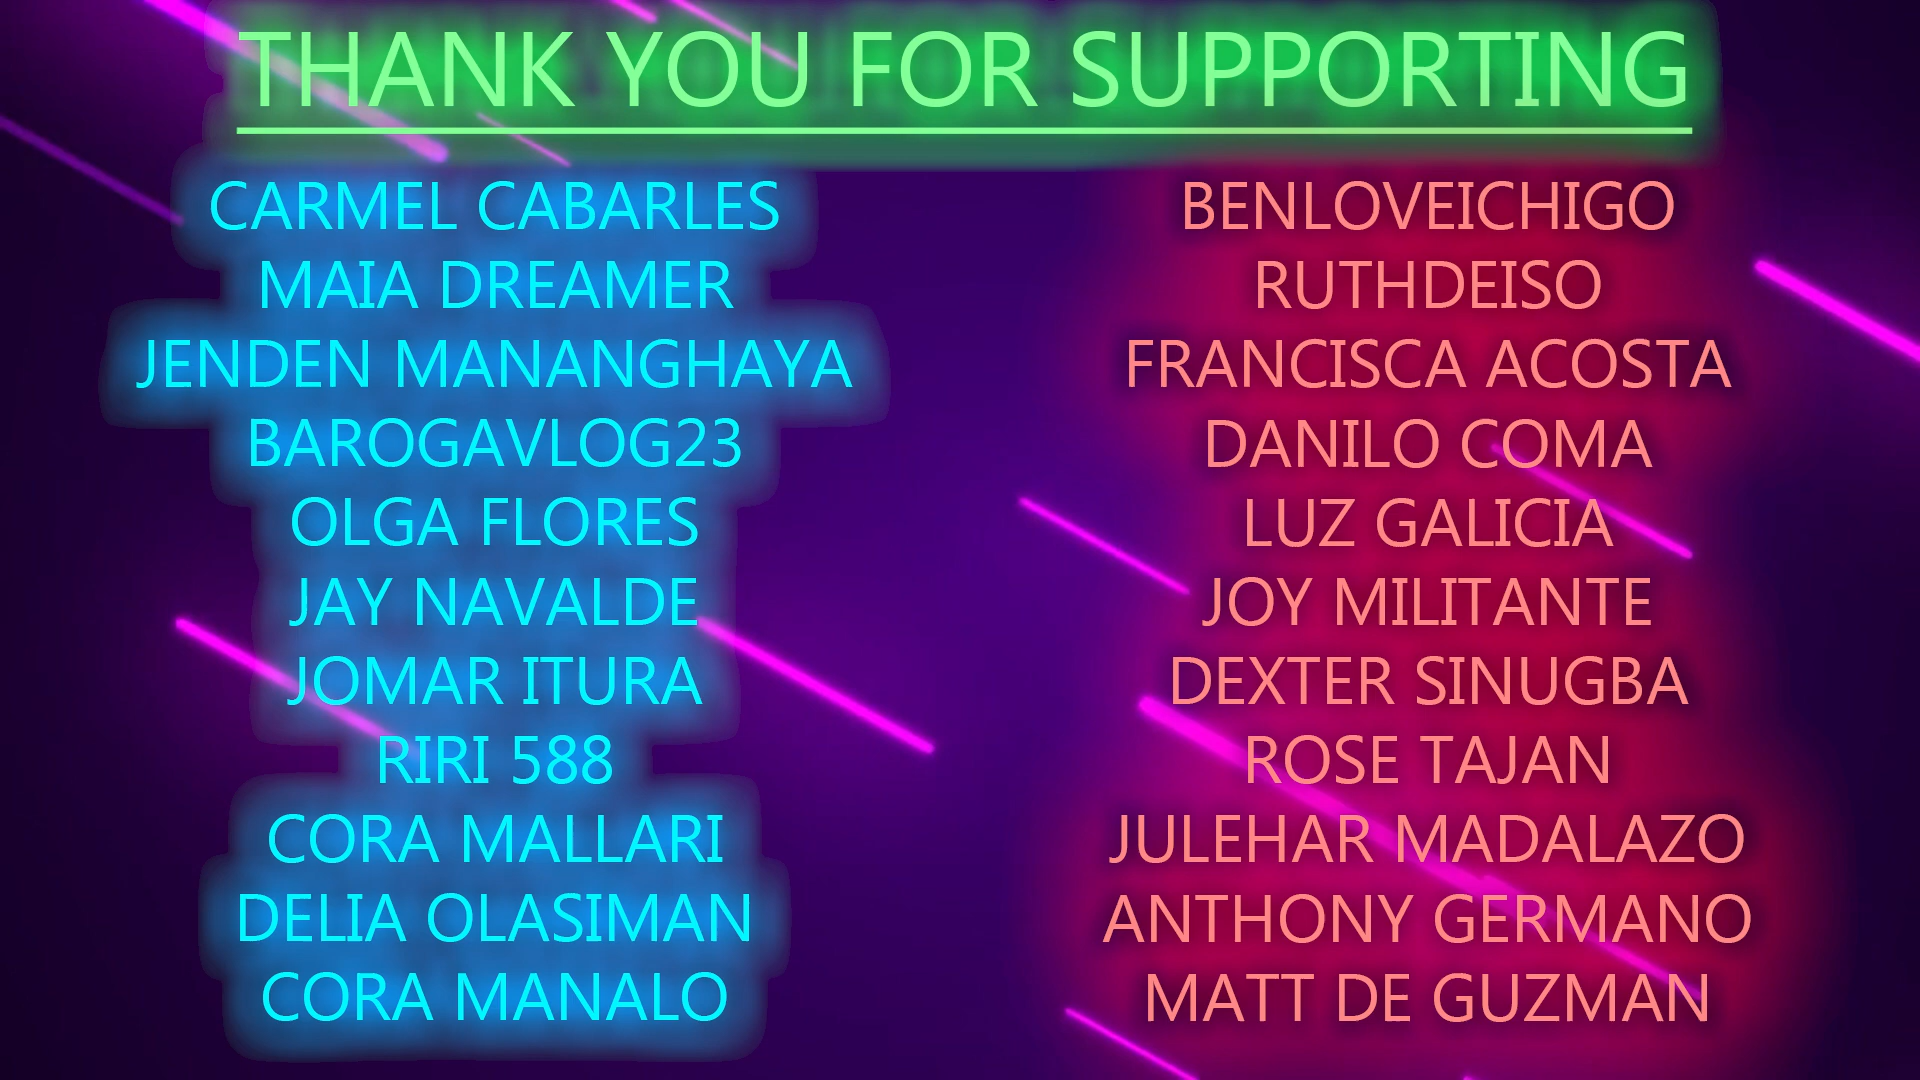 THANK YOU FOR SUPPORTING
CARMEL CABARLES
MAIA DREAMER
JENDEN MANANGHAYA
BAROGAVLOG23
OLGA FLORES
JAY NAVALDE
JOMAR ITURA
RIRI 588
CORA MALLARI
DELIA OLASIMAN
CORA MANALO
BENLOVEICHIGO
RUTHDEISO
FRANCISCA ACOSTA
DANILO COMA
LUZ GALICIA
JOY MILITANTE
DEXTER SINUGBA
ROSE TAJAN
JULEHAR MADALAZO
ANTHONY GERMANO
MATT DE GUZMAN